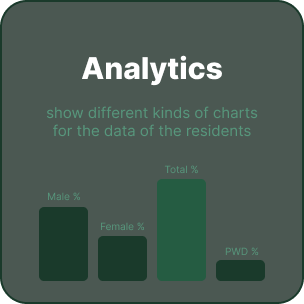 Analytics
show different kinds of charts
for the data of the residents
Total %
Male %
Female %
PWD %